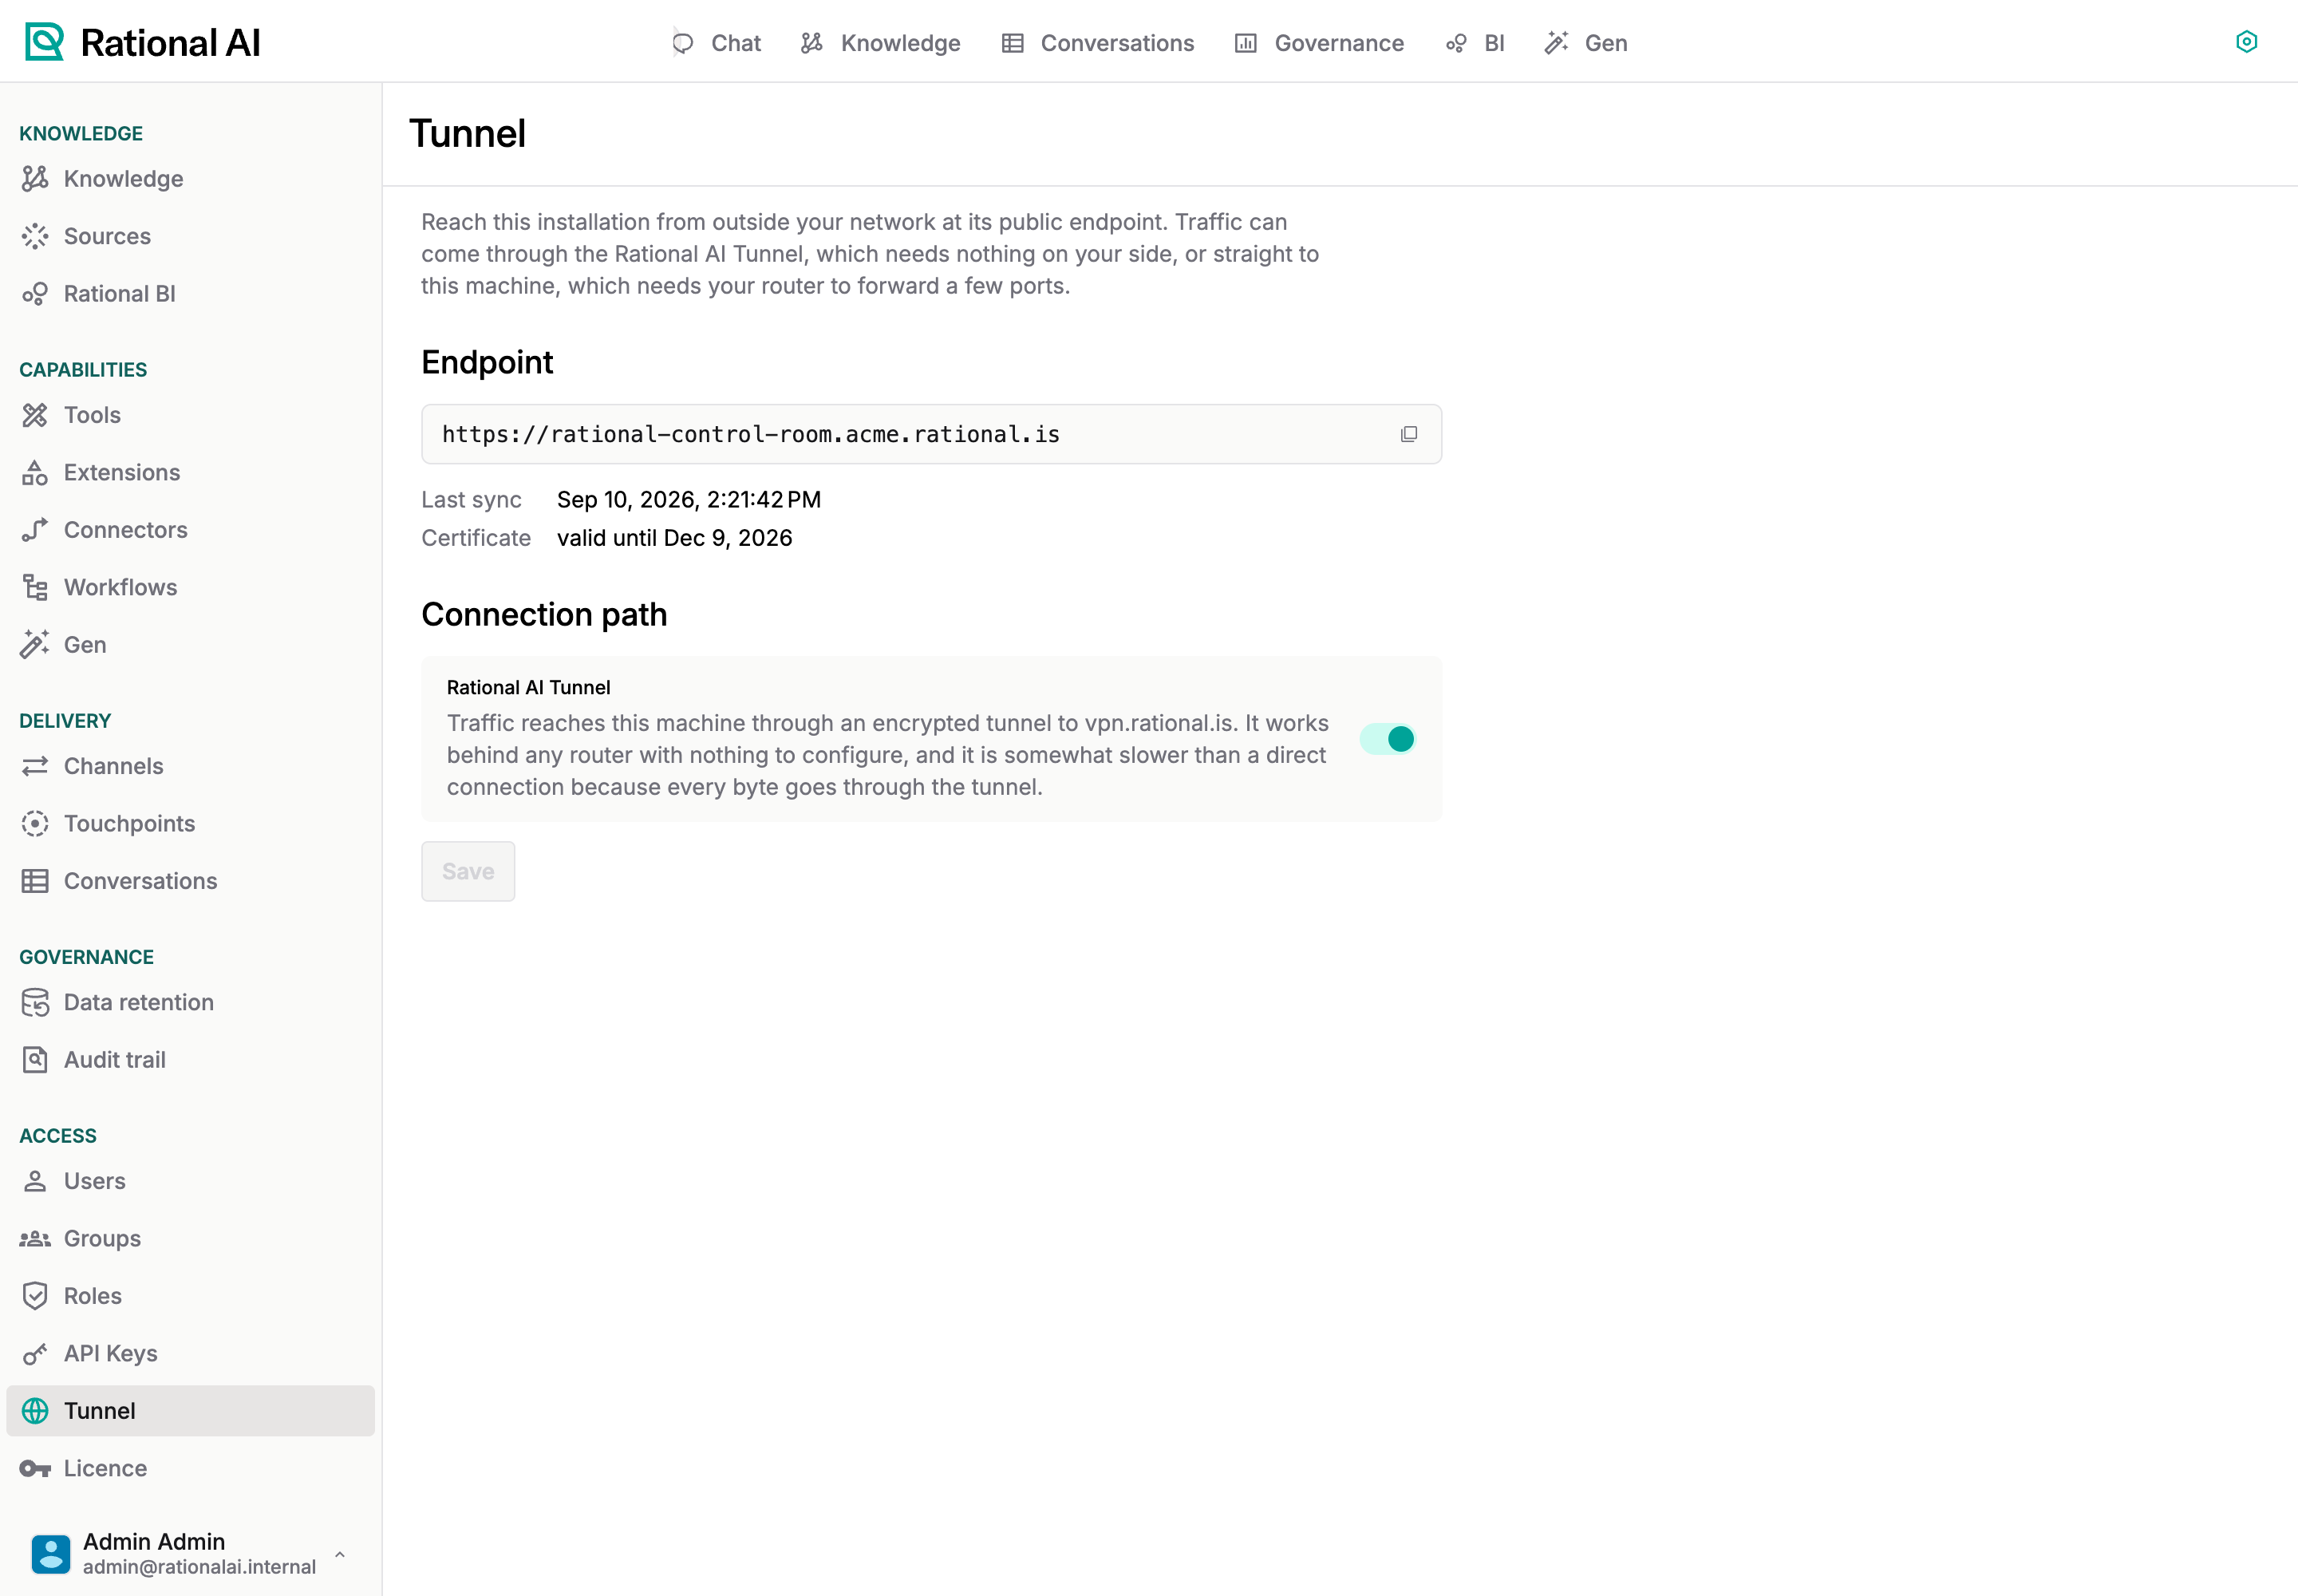 Rational AI
Chat
Knowledge
Conversations
Governance
BI
Gen
KNOWLEDGE
Knowledge
Sources
Rational BI
CAPABILITIES
Tools
Extensions
Connectors
Workflows
Gen
DELIVERY
Channels
Touchpoints
Conversations
GOVERNANCE
Data retention
Audit trail
ACCESS
Users
Groups
Roles
API Keys
Tunnel
Licence
Admin Admin
admin@rationalai.internal
Tunnel
Reach this installation from outside your network at its public endpoint. Traffic can
come through the Rational AI Tunnel, which needs nothing on your side, or straight to
this machine, which needs your router to forward a few ports.
Endpoint
https://rational-control-room.acme.rational.is
Last sync Sep 10, 2026, 2:21:42 PM
Certificate valid until Dec 9, 2026
Connection path
Rational AI Tunnel
Traffic reaches this machine through an encrypted tunnel to vpn.rational.is. It works
behind any router with nothing to configure, and it is somewhat slower than a direct
connection because every byte goes through the tunnel.
Save